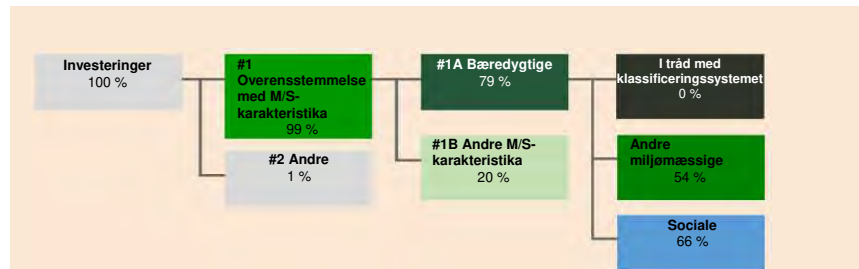 Investeringer
100 %
#1
Overensstemmelse
med M/S-
karakteristika
99 %
#2 Andre
1 %
#1A Bæredygtige
79 %
#1B Andre M/S-
karakteristika
20 %
I tråd med
klassificeringssystemet
0 %
Andre
miljømæssige
54 %
Sociale
66 %